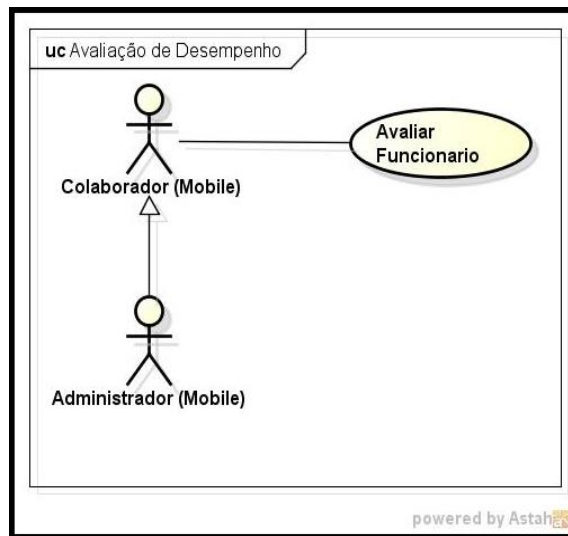 uc Avaliação de Desempenho
Avaliar
Funcionario
Colaborador (Mobile)
Administrador (Mobile)
powered by Astah